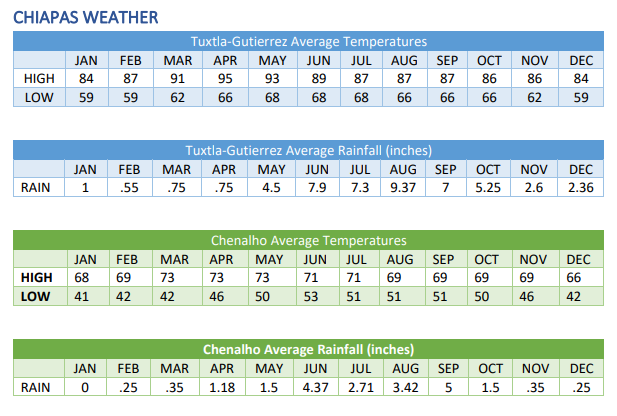 CHIAPAS WEATHER
Tuxtla-Gutierrez Average Temperatures
JAN FEB MAR APR MAY JUN JUL AUG SEP OCT NOV DEC
HIGH 84 87 91 95 93 89 87 87 87 86 86 84
LOW 59 59 62 66 68 68 68 66 66 66 62 59
Tuxtla-Gutierrez Average Rainfall (inches)
JAN FEB MAR APR MAY JUN JUL AUG SEP OCT NOV DEC
RAIN 1 .55 .75 .75 4.5 7.9 7.3 9.37 7 5.25 2.6 2.36
Chenalho Average Temperatures
JAN FEB MAR APR MAY JUN JUL AUG SEP OCT NOV DEC
HIGH 68 69 73 73 73 71 71 69 69 69 69 66
LOW 41 42 42 46 50 53 51 51 51 50 46 42
Chenalho Average Rainfall (inches)
JAN FEB MAR APR MAY JUN JUL AUG SEP OCT NOV DEC
RAIN 0 .25 .35 1.18 1.5 4.37 2.71 3.42 5 1.5 .35 .25